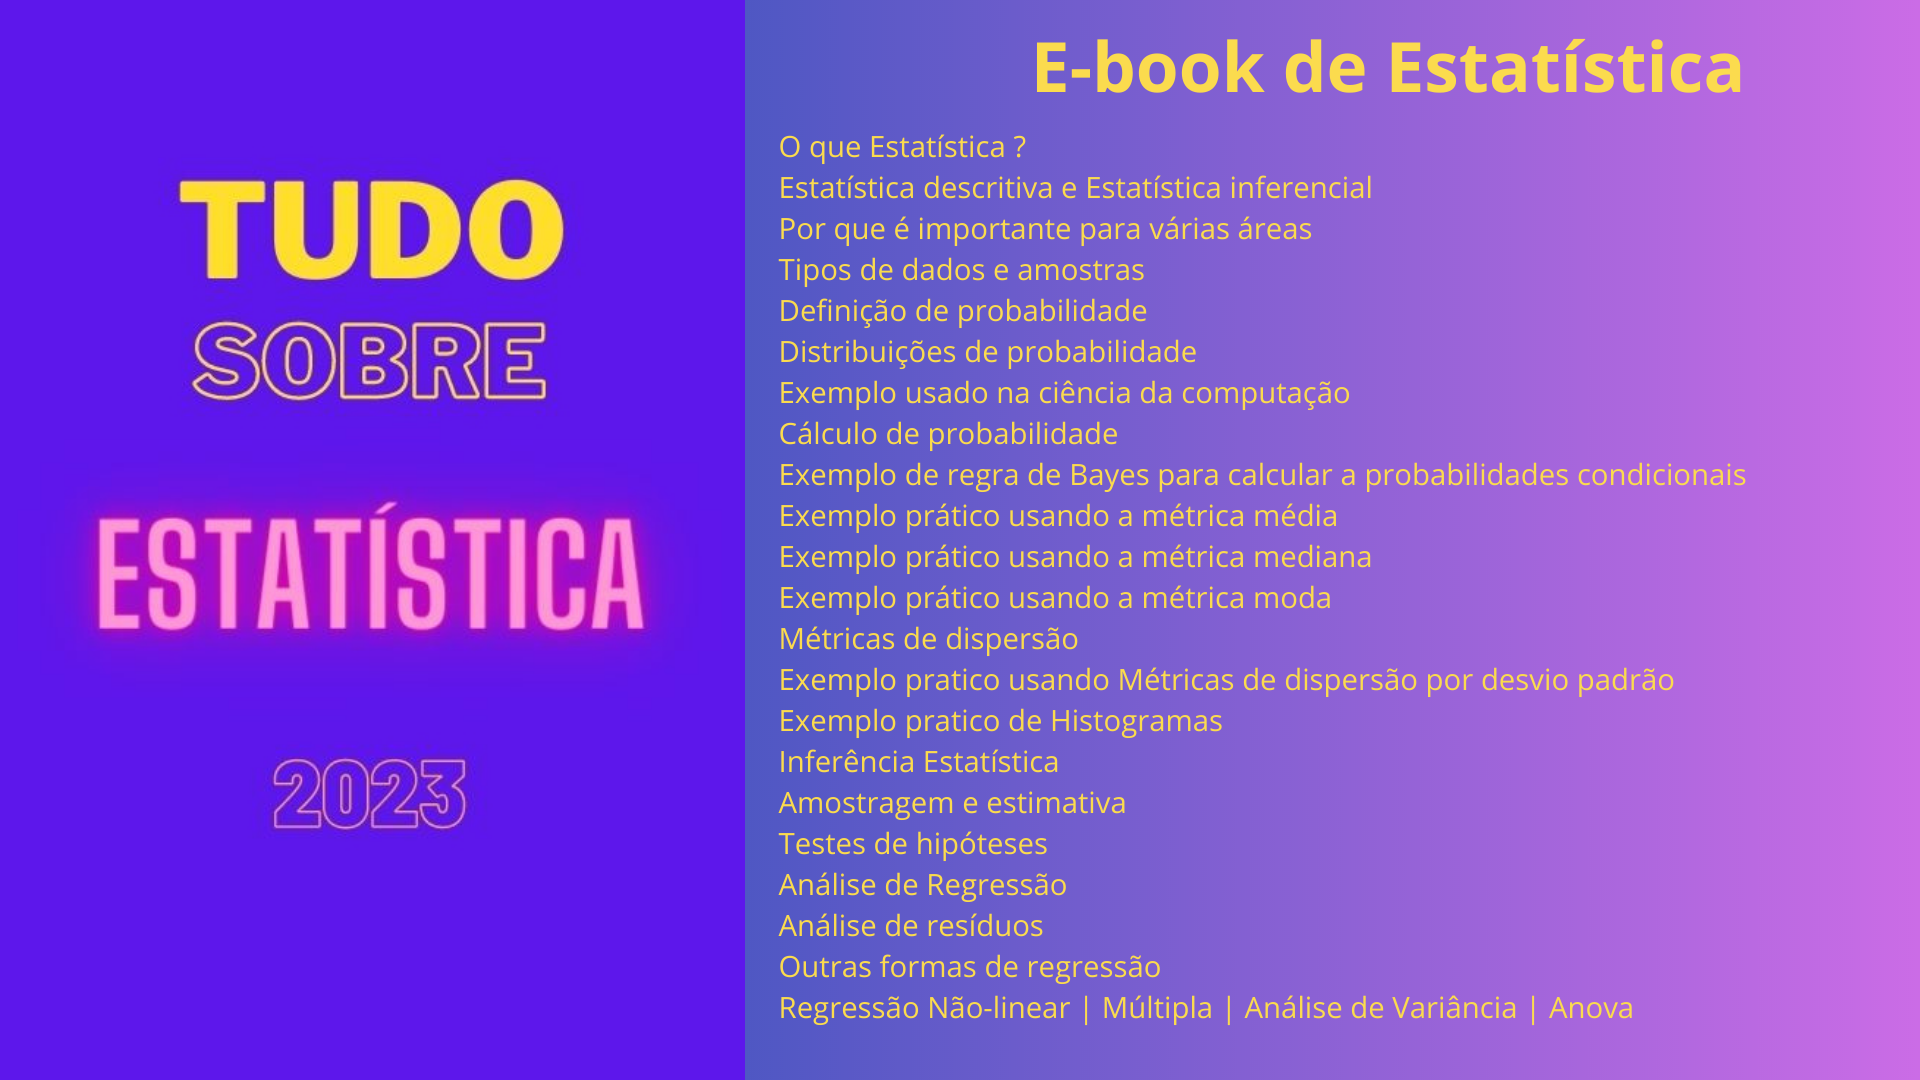 TUDO
SOBRE
ESTATÍSTICA
2023
E-book de Estatística
O que Estatística ?
Estatística descritiva e Estatística inferencial
Por que é importante para várias áreas
Tipos de dados e amostras
Definição de probabilidade
Distribuições de probabilidade
Exemplo usado na ciência da computação
Cálculo de probabilidade
Exemplo de regra de Bayes para calcular a probabilidades condicionais
Exemplo prático usando a métrica média
Exemplo prático usando a métrica mediana
Exemplo prático usando a métrica moda
Métricas de dispersão
Exemplo pratico usando Métricas de dispersão por desvio padrão
Exemplo pratico de Histogramas
Inferência Estatística
Amostragem e estimativa
Testes de hipóteses
Análise de Regressão
Análise de resíduos
Outras formas de regressão
Regressão Não-linear | Múltipla | Análise de Variância | Anova